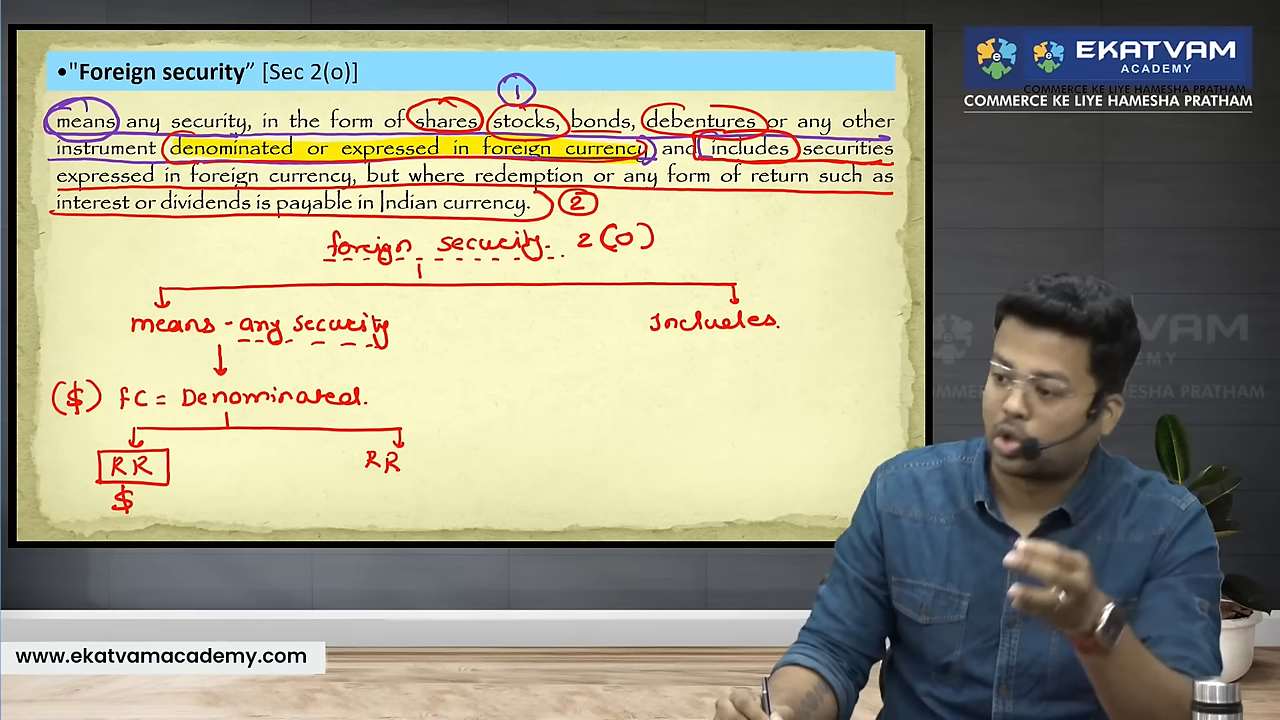 •"Foreign security” [Sec 2(o)]
1
means any security, in the form of shares stocks, bonds, debentures or any other
instrument denominated or expressed in foreign currency and includes securities
expressed in foreign currency, but where redemption or any form of return such as
interest or dividends is payable in Indian currency. 2
foreign security. 2(o)
means - any security
Includes.
($) FC = Denominated.
RR
RR
$
EKATVAM
ACADEMY
COMMERCE KE LIYE HAMESHA PRATHAM
www.ekatvamacademy.com